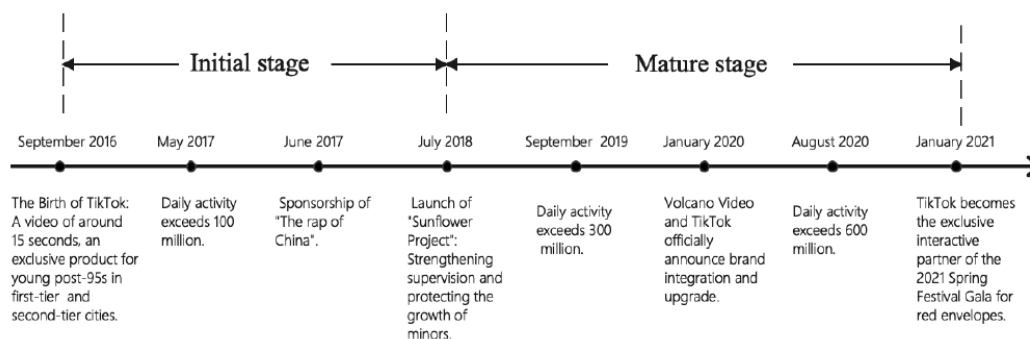 Initial stage
Mature stage
September 2016
May 2017
June 2017
July 2018
September 2019
January 2020
August 2020
January 2021
The Birth of TikTok:
A video of around
15 seconds, an
exclusive product for
young post-95s in
first-tier and
second-tier cities.
Daily activity
exceeds 100
million.
Sponsorship of
"The rap of
China".
Launch of
"Sunflower
Project":
Strengthening
supervision and
protecting the
growth of
minors.
Daily activity
exceeds 300
million.
Volcano Video
and TikTok
officially
announce brand
integration and
upgrade.
Daily activity
exceeds 600
million.
TikTok becomes
the exclusive
interactive
partner of the
2021 Spring
Festival Gala for
red envelopes.